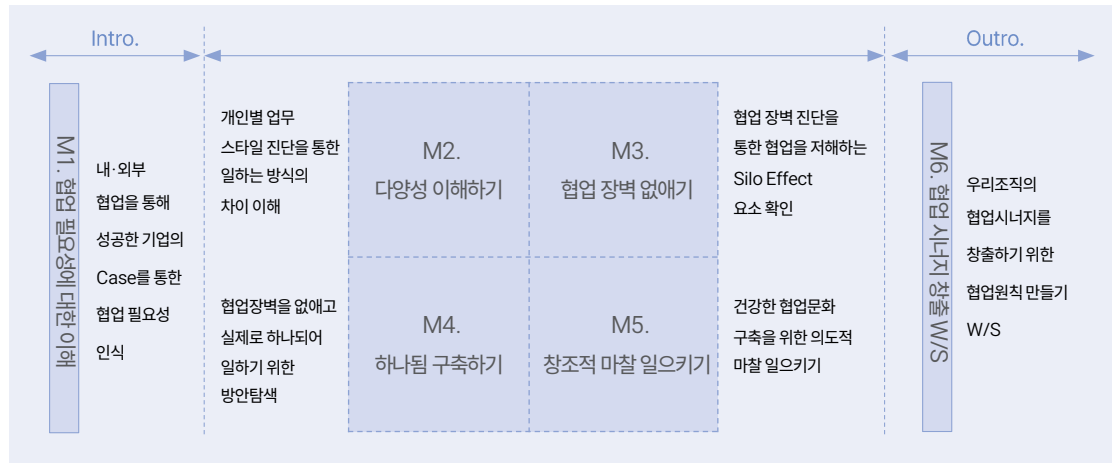 Intro.
Outro.
M1. 협업 필요성에 대한 이해
내·외부
협업을 통해
성공한 기업의
Case를 통한
협업 필요성
인식
개인별 업무
스타일 진단을 통한
일하는 방식의
차이 이해
M2.
다양성 이해하기
M3.
협업 장벽 없애기
협업 장벽 진단을
통한 협업을 저해하는
Silo Effect
요소 확인
협업장벽을 없애고
실제로 하나되어
일하기 위한
방안탐색
M4.
하나됨 구축하기
M5.
창조적 마찰 일으키기
건강한 협업문화
구축을 위한 의도적
마찰 일으키기
M6. 협업 시너지 창출 W/S
우리조직의
협업시너지를
창출하기 위한
협업원칙 만들기
W/S